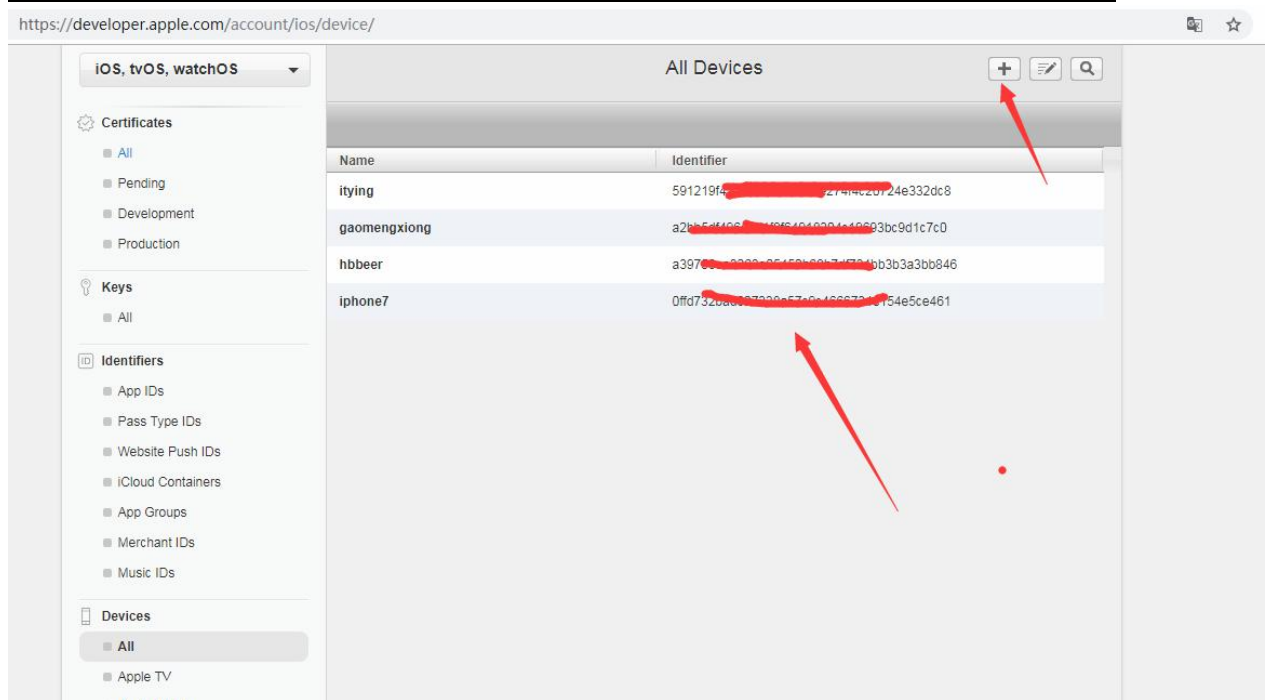 https://developer.apple.com/account/ios/device/
iOS, tvOS, watchOS
All Devices
Certificates
All
Pending
Development
Production
Keys
All
Identifiers
App IDs
Pass Type IDs
Website Push IDs
iCloud Containers
App Groups
Merchant IDs
Music IDs
Devices
All
Apple TV
Name Identifier
itying
gaomengxiong
hbbeer
iphone7